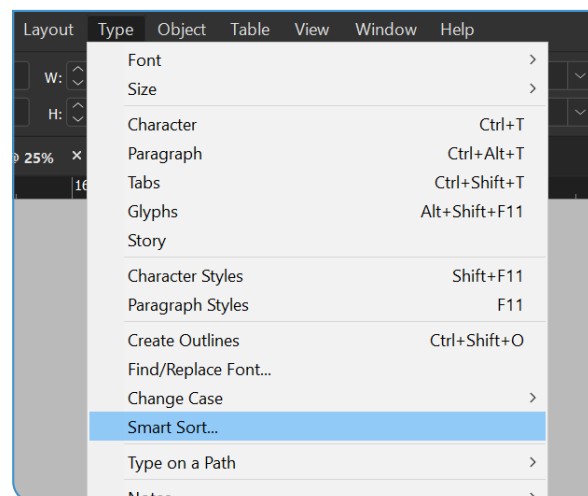 Layout Type Object Table View Window Help
W:
H:
25% ×
Font
Size
Character Ctrl+T
Paragraph Ctrl+Alt+T
Tabs Ctrl+Shift+T
Glyphs Alt+Shift+F11
Story
Character Styles Shift+F11
Paragraph Styles F11
Create Outlines Ctrl+Shift+O
Find/Replace Font...
Change Case
Smart Sort...
Type on a Path